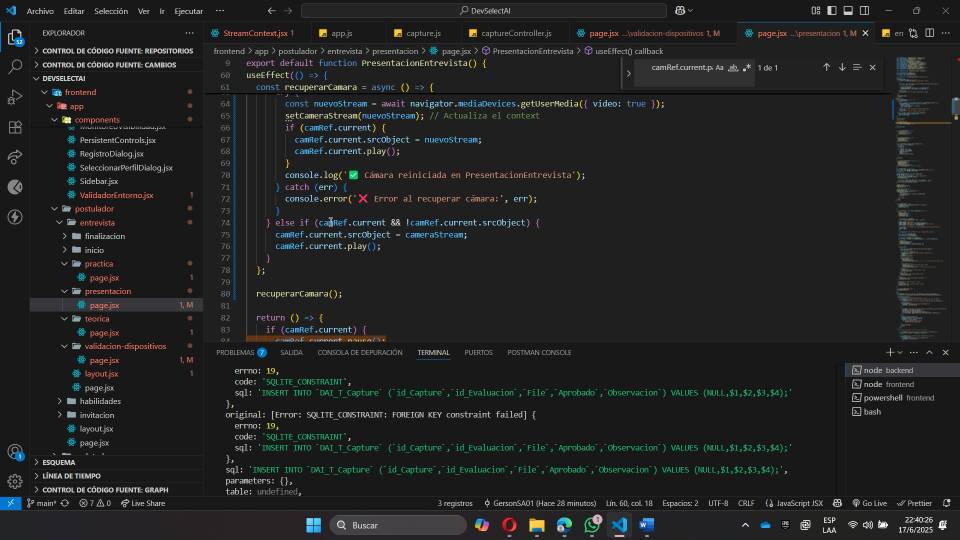 Archivo Editar Selección Ver Ir Ejecutar ... DevSelectAI
EXPLORADOR ...
CONTROL DE CÓDIGO FUENTE: REPOSITORIOS
CONTROL DE CÓDIGO FUENTE: CAMBIOS
DEVSELECTAI
frontend
app
components
MonitoreoVisibilidad.jsx
PersistentControls.jsx
RegistroDialog.jsx
SeleccionarPerfilDialog.jsx
Sidebar.jsx
ValidadorEntorno.jsx 1
postulador
entrevista
finalizacion
inicio
practica
page.jsx 1
presentacion
page.jsx 1, M
teorica
page.jsx 1
validacion-dispositivos
page.jsx 1, M
layout.jsx 1
page.jsx
habilidades
invitacion
layout.jsx
page.jsx
ESQUEMA
LÍNEA DE TIEMPO
CONTROL DE CÓDIGO FUENTE: GRAPH
StreamContext.jsx 1 app.js capture.js captureController.js page.jsx ...\validacion-dispositivos 1, M page.jsx ...\presentacion 1, M en
frontend > app > postulador > entrevista > presentacion > page.jsx > PresentacionEntrevista > useEffect() callback
camRef.current.p Aa ab 1 de 1
9 export default function PresentacionEntrevista() {
60 useEffect(() => {
61 const recuperarCamara = async () => {
64 const nuevoStream = await navigator.mediaDevices.getUserMedia({ video: true });
65 setCameraStream(nuevoStream); // Actualiza el context
66 if (camRef.current) {
67 camRef.current.srcObject = nuevoStream;
68 camRef.current.play();
69 }
70 console.log('✅ Cámara reiniciada en PresentacionEntrevista');
71 } catch (err) {
72 console.error('❌ Error al recuperar cámara:', err);
73 }
74 } else if (camRef.current && !camRef.current.srcObject) {
75 camRef.current.srcObject = cameraStream;
76 camRef.current.play();
77 }
78 };
79
80 recuperarCamara();
81
82 return () => {
83 if (camRef.current) {
84 camRef.current.pause();
PROBLEMAS 7 SALIDA CONSOLA DE DEPURACIÓN TERMINAL PUERTOS POSTMAN CONSOLE
errno: 19,
code: 'SQLITE_CONSTRAINT',
sql: 'INSERT INTO `DAI_T_Capture` (`id_Capture`,`id_Evaluacion`,`File`,`Aprobado`,`Observacion`) VALUES (NULL,$1,$2,$3,$4);'
},
original: [Error: SQLITE_CONSTRAINT: FOREIGN KEY constraint failed] {
errno: 19,
code: 'SQLITE_CONSTRAINT',
sql: 'INSERT INTO `DAI_T_Capture` (`id_Capture`,`id_Evaluacion`,`File`,`Aprobado`,`Observacion`) VALUES (NULL,$1,$2,$3,$4);'
},
sql: 'INSERT INTO `DAI_T_Capture` (`id_Capture`,`id_Evaluacion`,`File`,`Aprobado`,`Observacion`) VALUES (NULL,$1,$2,$3,$4);',
parameters: {},
table: undefined,
node backend
node frontend
powershell frontend
bash
main* 7 0 Live Share 3 registros GersonSA01 (Hace 28 minutos) Lín. 60, col. 18 Espacios: 2 UTF-8 CRLF JavaScript JSX Go Live Prettier
Buscar
ESP
LAA
22:40:26
17/6/2025